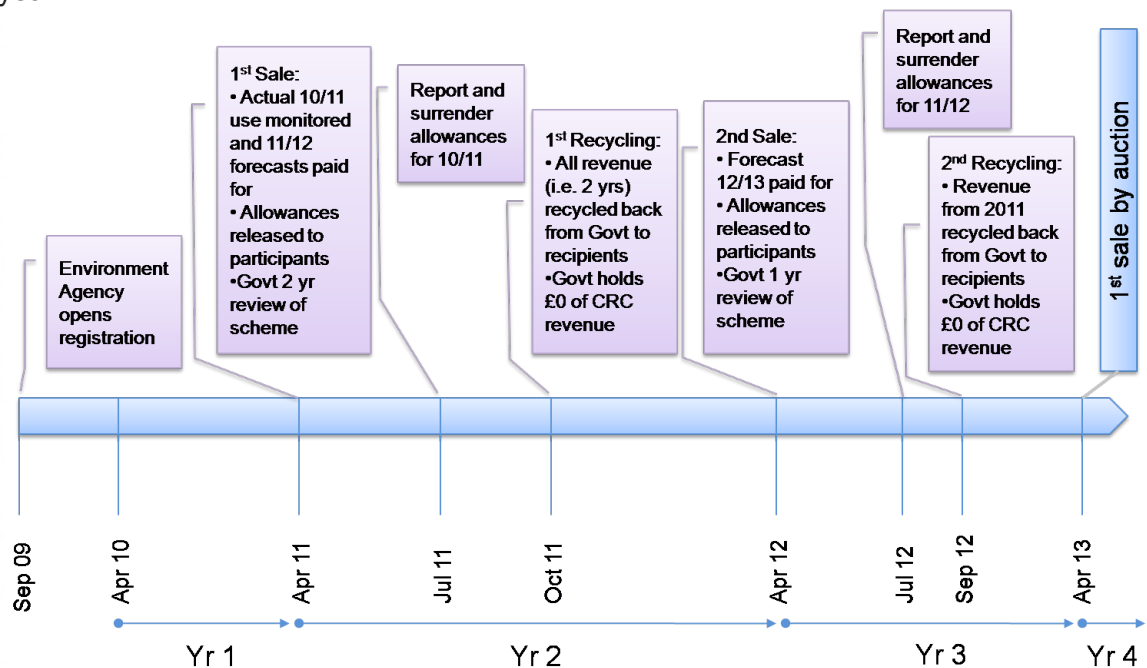 Environment
Agency
opens
registration
1st Sale:
• Actual 10/11
use monitored
and 11/12
forecasts paid
for
• Allowances
released to
participants
•Govt 2 yr
review of
scheme
Report and
surrender
allowances
for 10/11
1st Recycling:
• All revenue
(i.e. 2 yrs)
recycled back
from Govt to
recipients
•Govt holds
£0 of CRC
revenue
2nd Sale:
• Forecast
12/13 paid for
• Allowances
released to
participants
• Govt 1 yr
review of
scheme
Report and
surrender
allowances
for 11/12
2nd Recycling:
• Revenue
from 2011
recycled back
from Govt to
recipients
•Govt holds
£0 of CRC
revenue
1st sale by auction
Sep 09
Apr 10
Apr 11
Jul 11
Oct 11
Apr 12
Jul 12
Sep 12
Apr 13
Yr 1
Yr 2
Yr 3
Yr 4